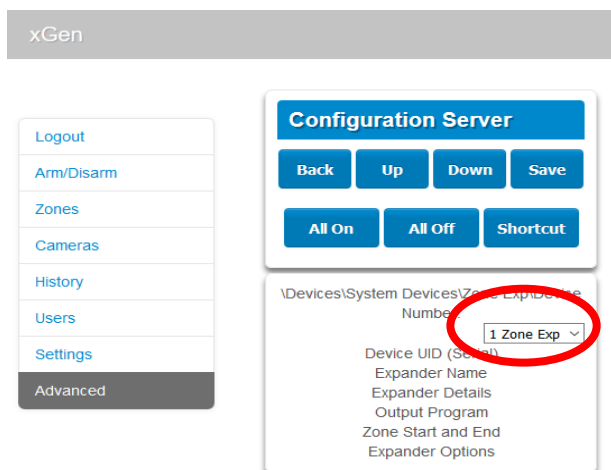 xGen
Logout
Arm/Disarm
Zones
Cameras
History
Users
Settings
Advanced
Configuration Server
Back Up Down Save
All On All Off Shortcut
\Devices\System Devices\Zone Exp\Device
Number.
1 Zone Exp
Device UID (Serial)
Expander Name
Expander Details
Output Program
Zone Start and End
Expander Options